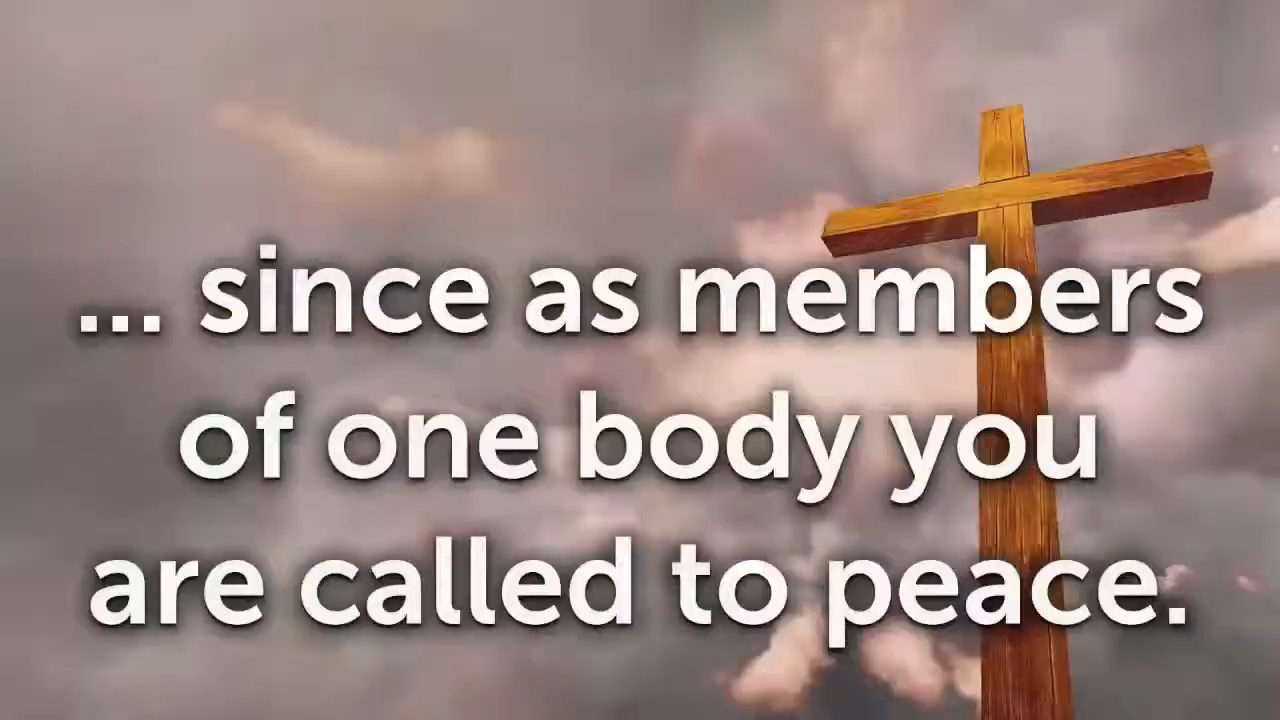 ... since as members
of one body you
are called to peace.